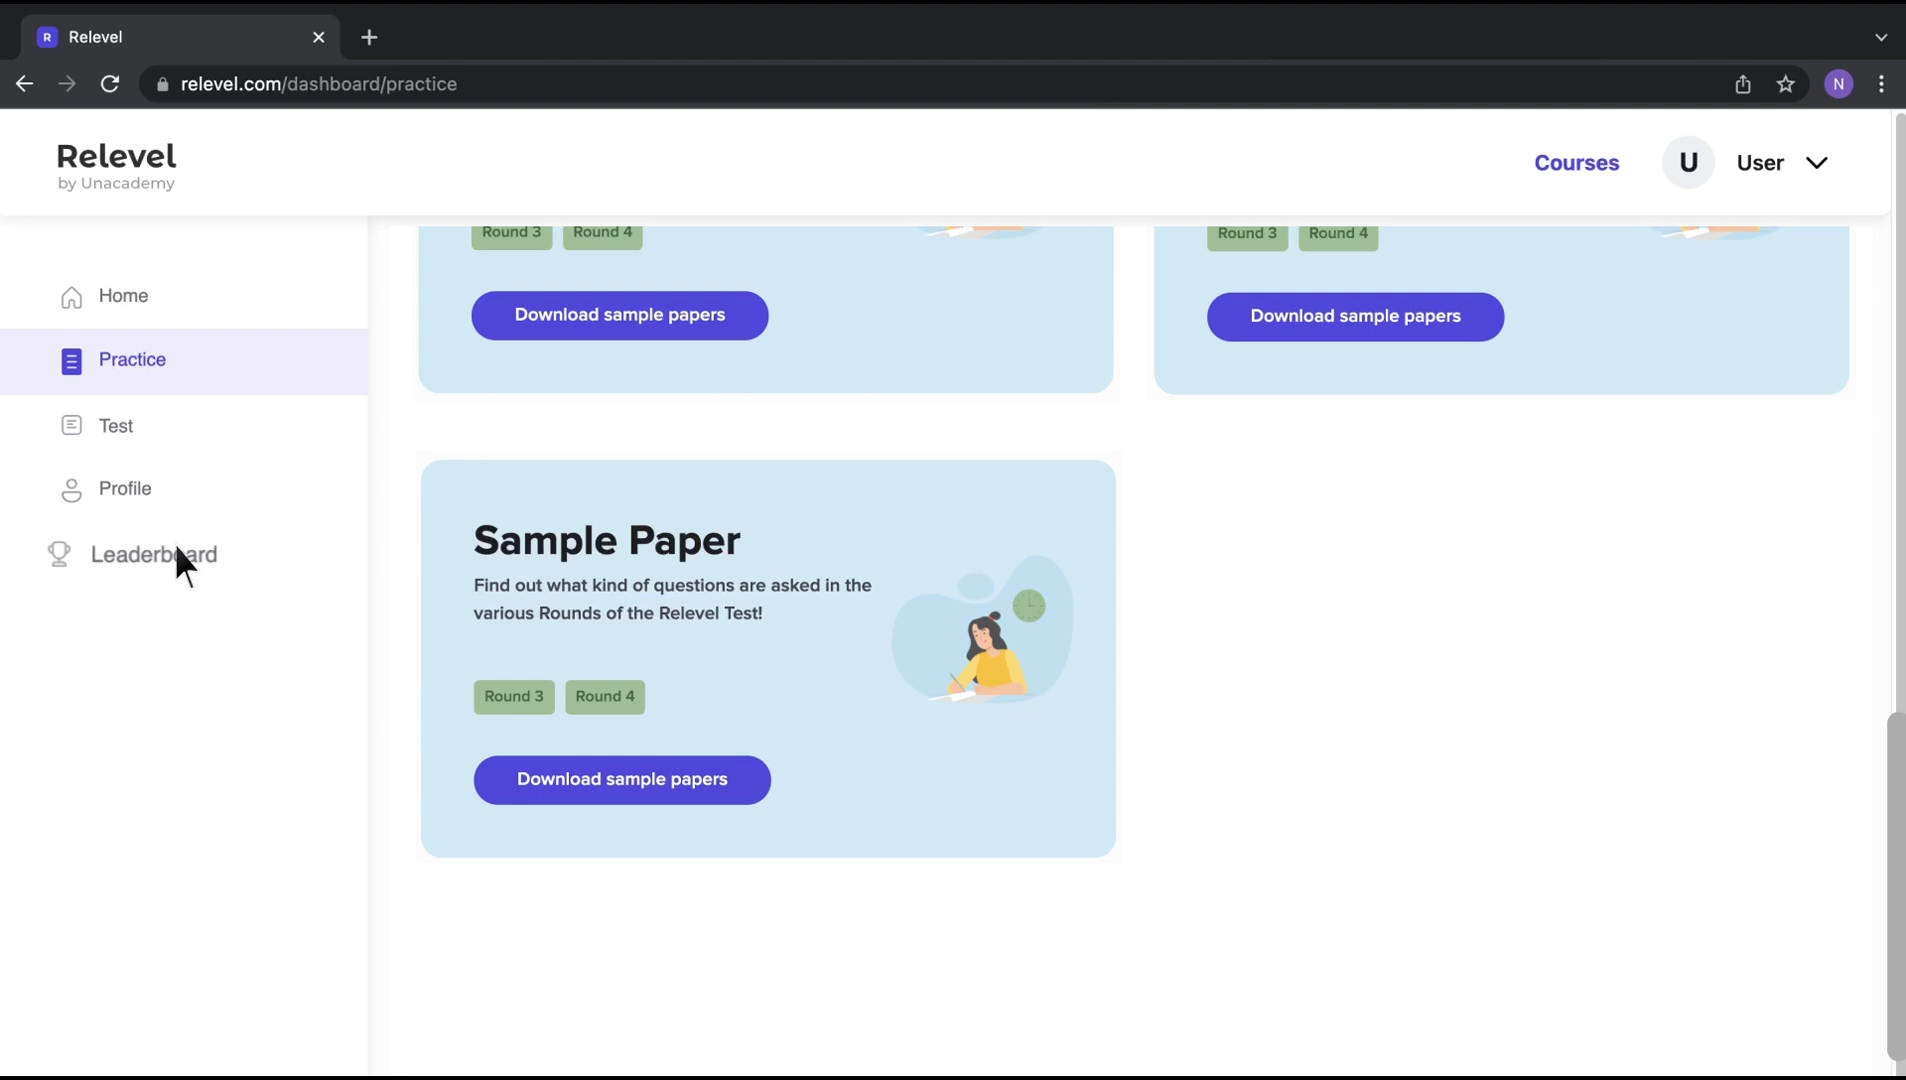 R Relevel
relevel.com/dashboard/practice
N
Relevel
by Unacademy
Courses
U
User
Home
Practice
Test
Profile
Leaderboard
Round 3 Round 4
Download sample papers
Round 3 Round 4
Download sample papers
Sample Paper
Find out what kind of questions are asked in the
various Rounds of the Relevel Test!
Round 3 Round 4
Download sample papers